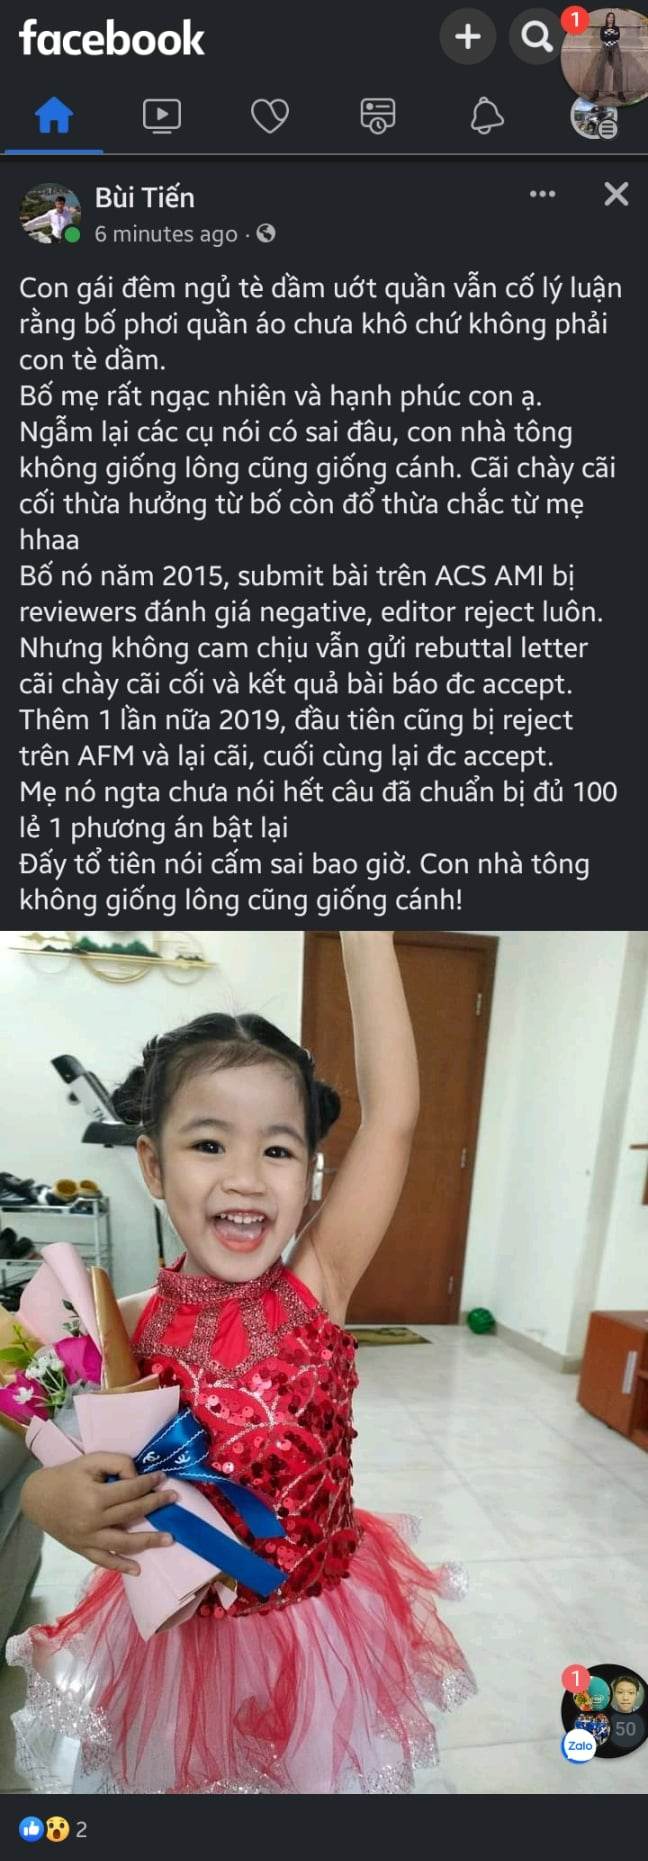 facebook
1
Bùi Tiến
6 minutes ago ·
Con gái đêm ngủ tè dầm uớt quần vẫn cố lý luận
rằng bố phơi quần áo chưa khô chứ không phải
con tè dầm.
Bố mẹ rất ngạc nhiên và hạnh phúc con ạ.
Ngẫm lại các cụ nói có sai đâu, con nhà tông
không giống lông cũng giống cánh. Cãi chày cãi
cối thừa hưởng từ bố còn đổ thừa chắc từ mẹ
hhaa
Bố nó năm 2015, submit bài trên ACS AMI bị
reviewers đánh giá negative, editor reject luôn.
Nhưng không cam chịu vẫn gửi rebuttal letter
cãi chày cãi cối và kết quả bài báo đc accept.
Thêm 1 lần nữa 2019, đầu tiên cũng bị reject
trên AFM và lại cãi, cuối cùng lại đc accept.
Mẹ nó ngta chưa nói hết câu đã chuẩn bị đủ 100
lẻ 1 phương án bật lại
Đấy tổ tiên nói cấm sai bao giờ. Con nhà tông
không giống lông cũng giống cánh!
1
50
Zalo
2